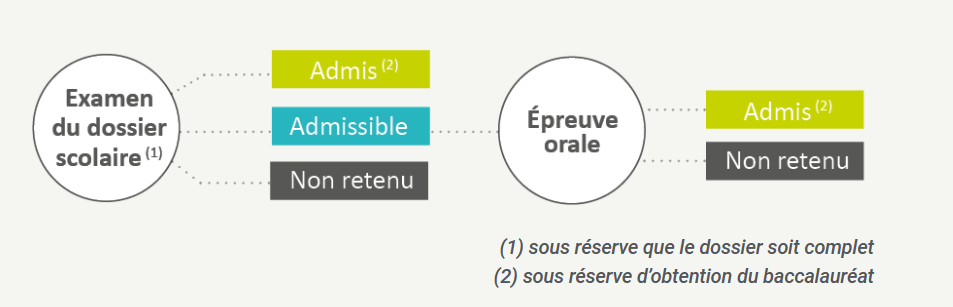 Examen
du dossier
scolaire (1)
Admis (2)
Admissible
Non retenu
Épreuve
orale
Admis (2)
Non retenu
(1) sous réserve que le dossier soit complet
(2) sous réserve d’obtention du baccalauréat